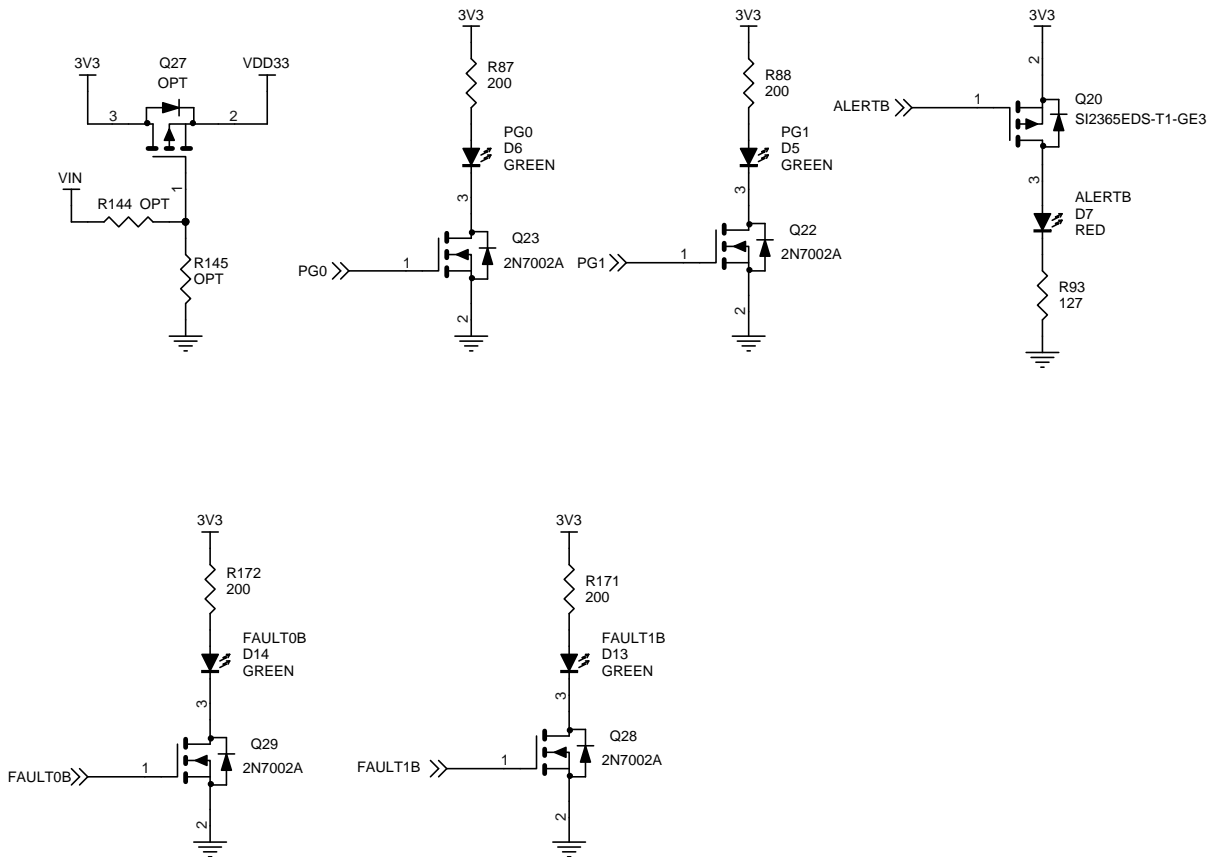 3V3
Q27
OPT
VDD33
3
2
1
VIN
R144 OPT
R145
OPT
3V3
R87
200
PG0
D6
GREEN
3
Q23
2N7002A
PG0
1
2
3V3
R88
200
PG1
D5
GREEN
3
Q22
2N7002A
PG1
1
2
3V3
2
ALERTB
1
Q20
SI2365EDS-T1-GE3
3
ALERTB
D7
RED
R93
127
3V3
R172
200
FAULT0B
D14
GREEN
3
Q29
2N7002A
FAULT0B
1
2
3V3
R171
200
FAULT1B
D13
GREEN
3
Q28
2N7002A
FAULT1B
1
2